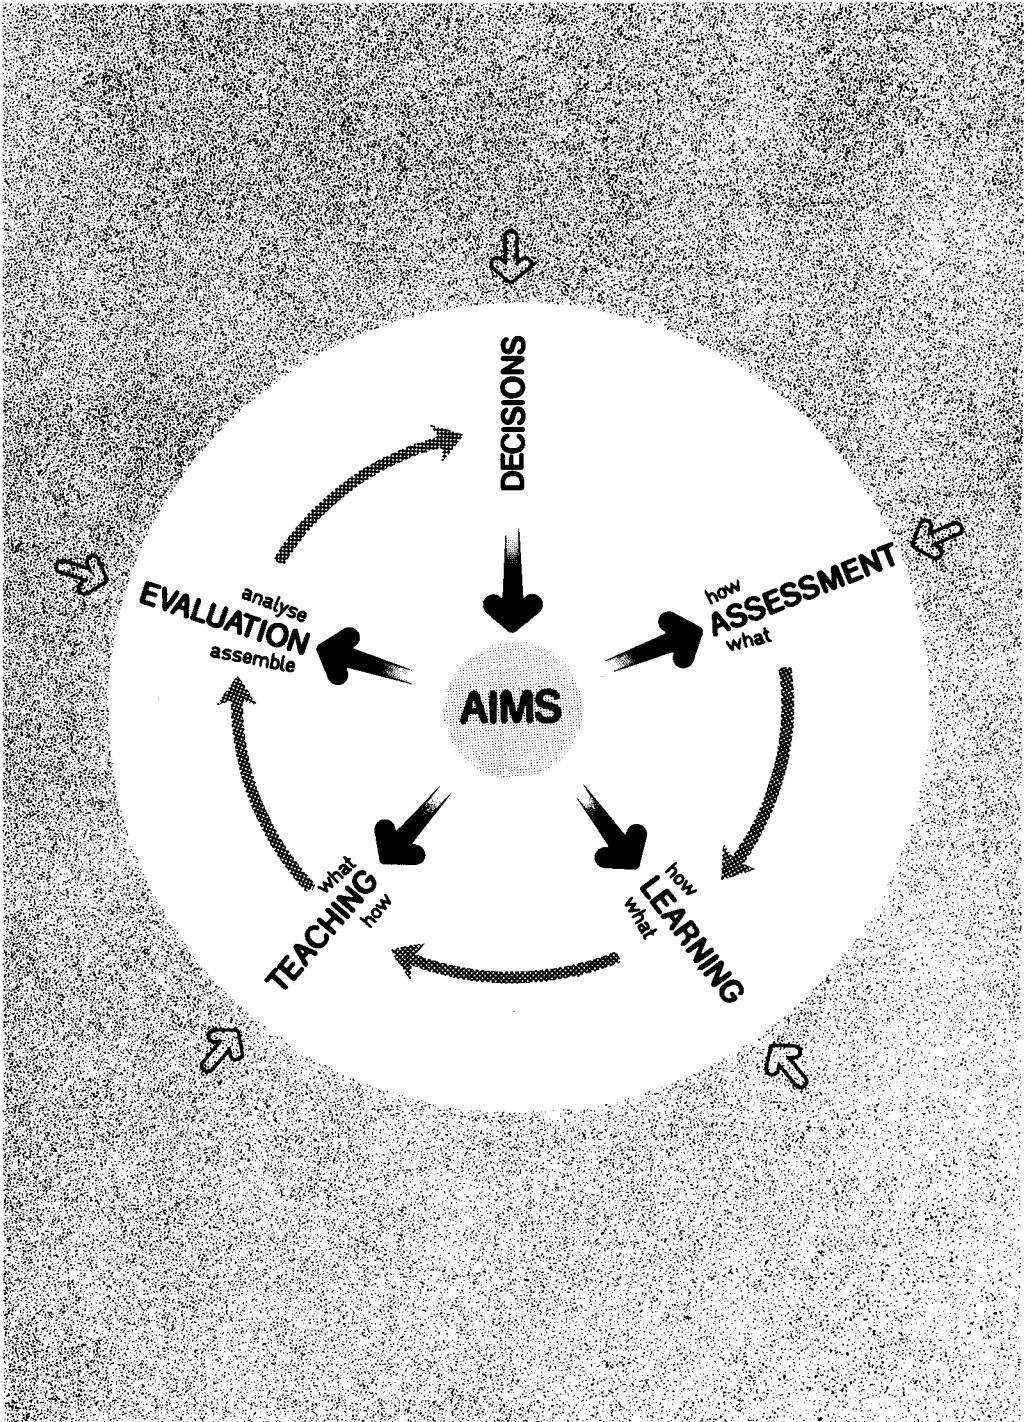 DECISIONS
how
ASSESSMENT
what
analyse
EVALUATION
assemble
AIMS
what
TEACHING
how
how
LEARNING
what